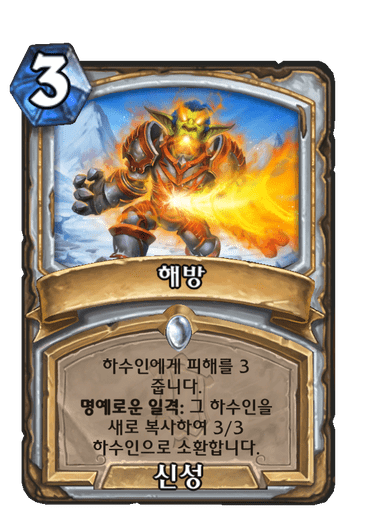 3
해방
하수인에게 피해를 3
줍니다.
명예로운 일격: 그 하수인을
새로 복사하여 3/3
하수인으로 소환합니다.
신성